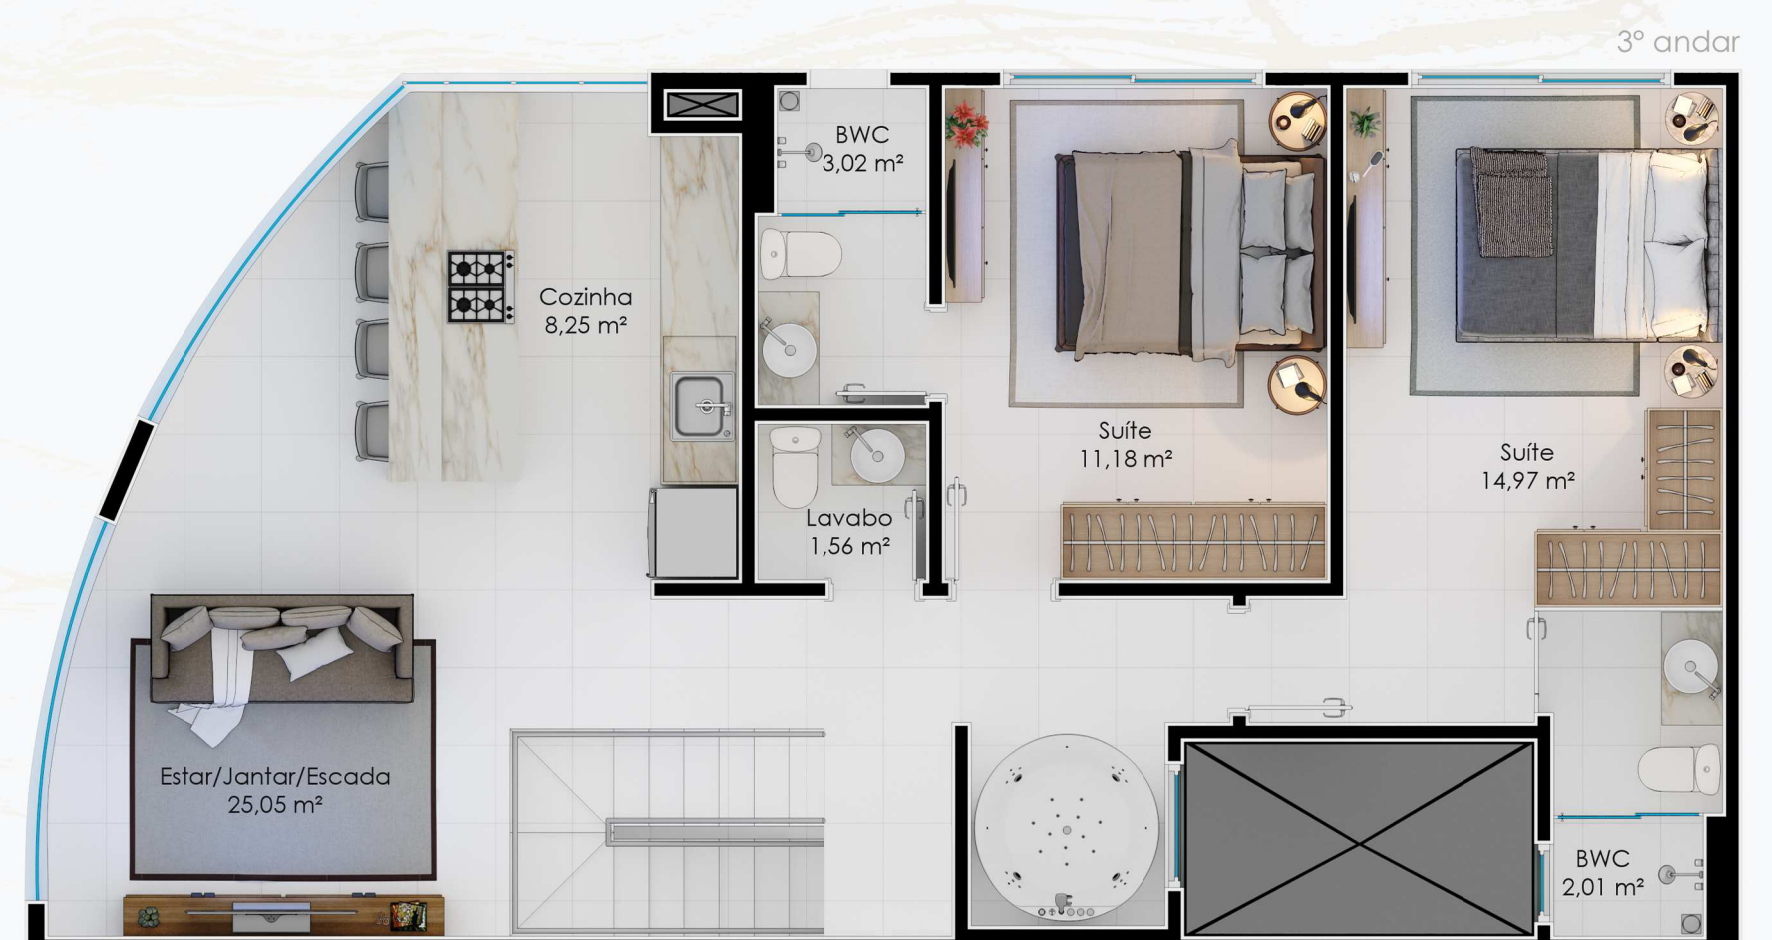 3º andar
BWC
3,02 m²
Cozinha
8,25 m²
Suíte
11,18 m²
Suíte
14,97 m²
Lavabo
1,56 m²
Estar/Jantar/Escada
25,05 m²
BWC
2,01 m²